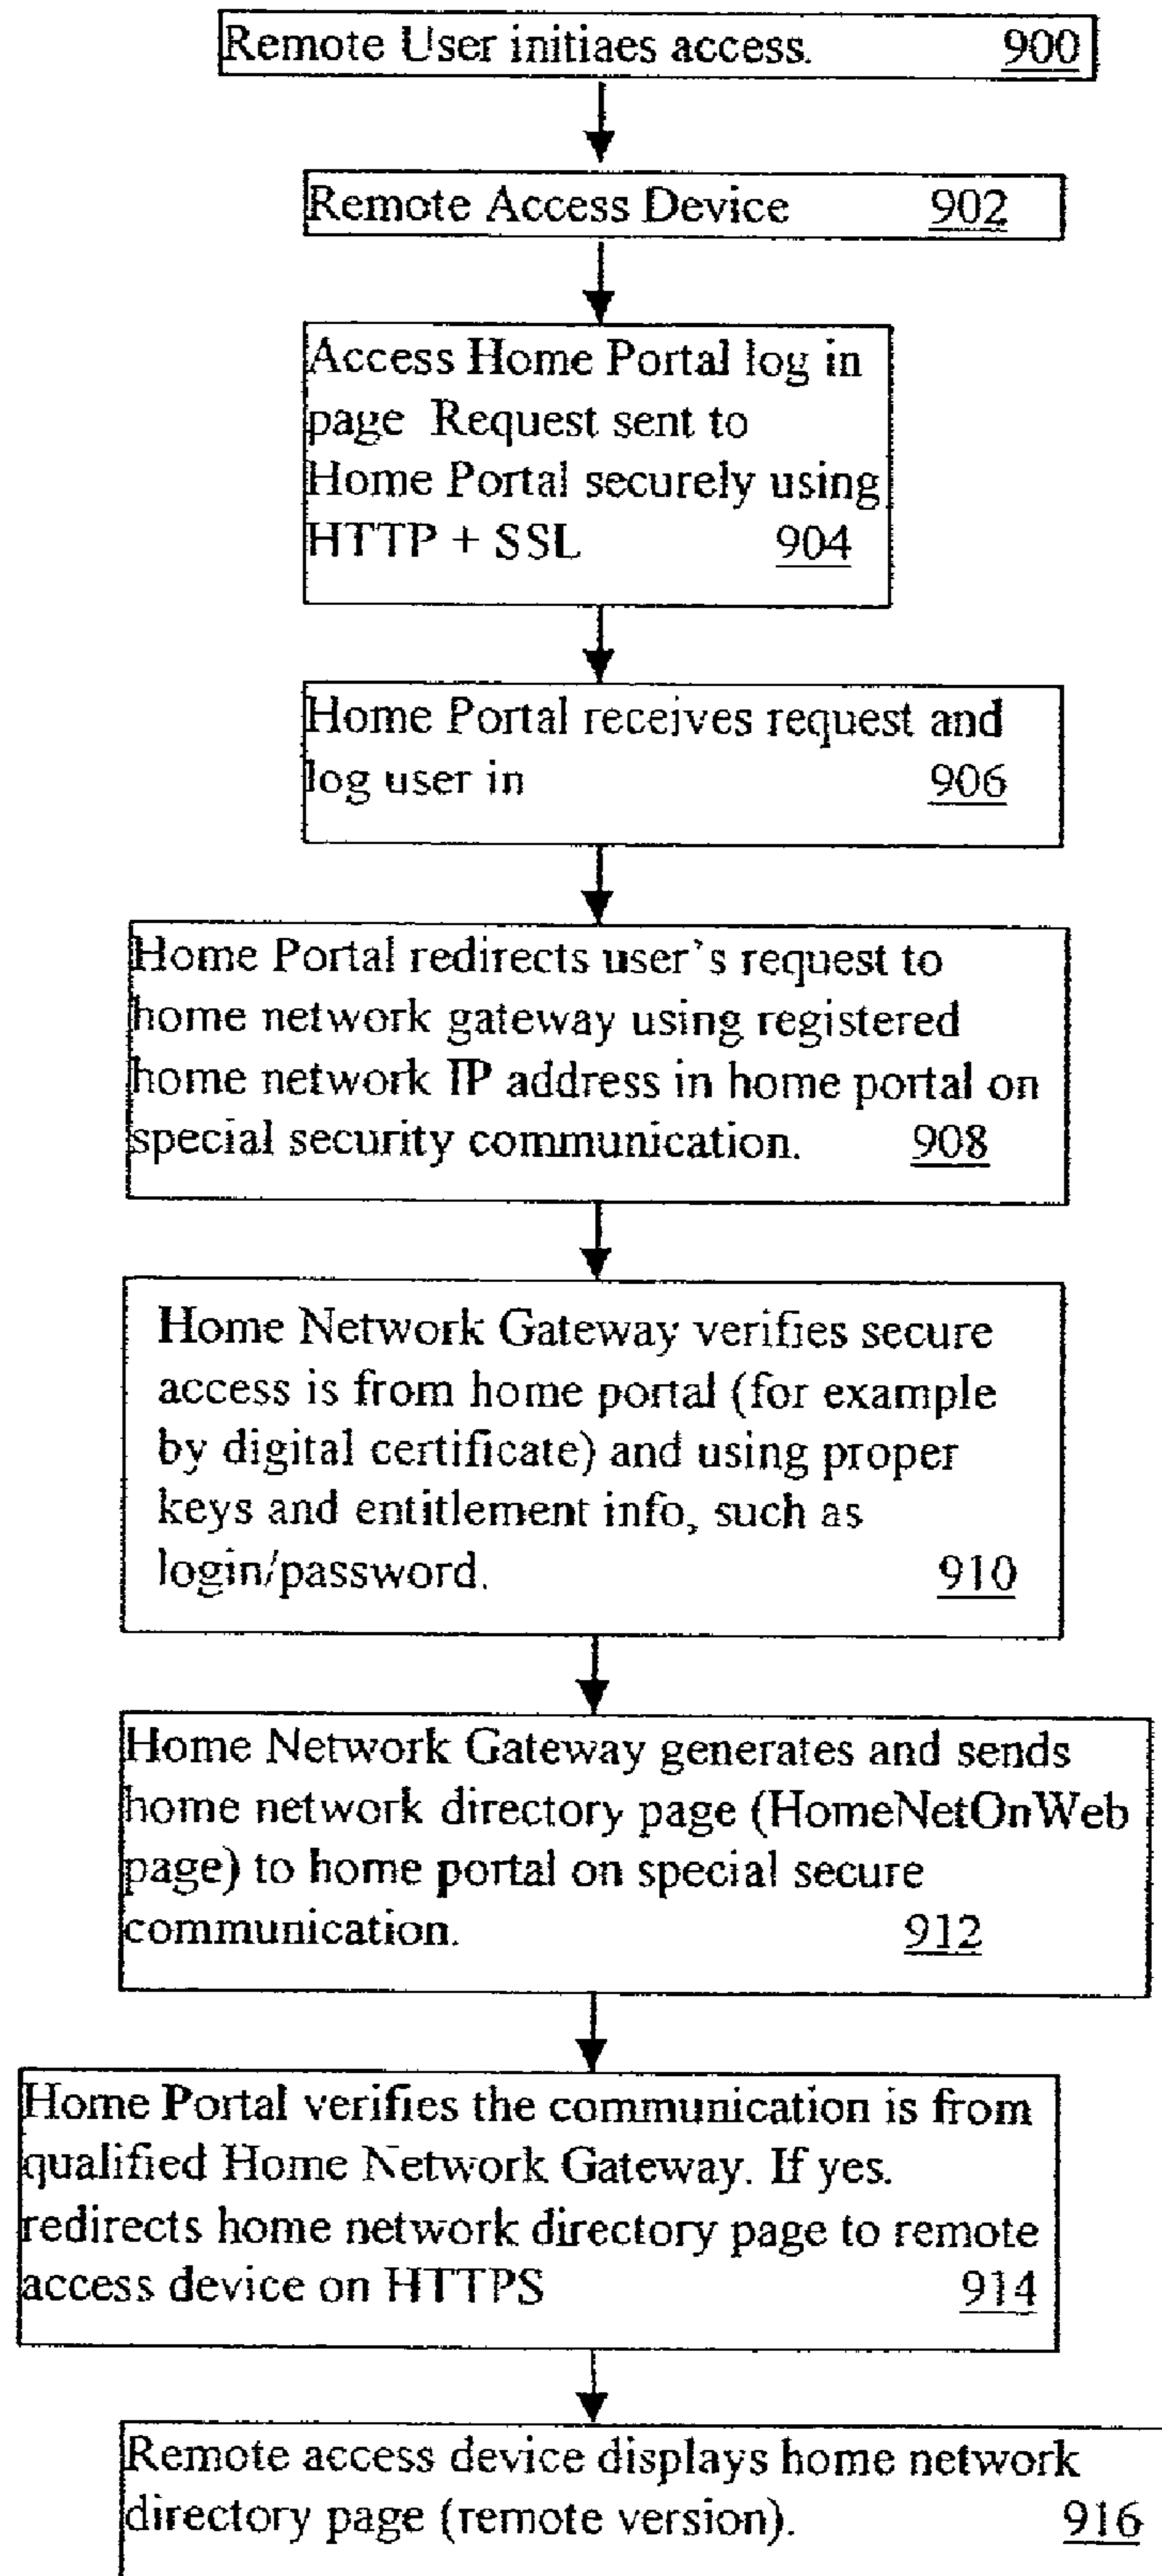 Remote User initiaes access. 900
Remote Access Device 902
Access Home Portal log in
page Request sent to
Home Portal securely using
HTTP + SSL 904
Home Portal receives request and
log user in 906
Home Portal redirects user's request to
home network gateway using registered
home network IP address in home portal on
special security communication. 908
Home Network Gateway verifies secure
access is from home portal (for example
by digital certificate) and using proper
keys and entitlement info, such as
login/password. 910
Home Network Gateway generates and sends
home network directory page (HomeNetOnWeb
page) to home portal on special secure
communication. 912
Home Portal verifies the communication is from
qualified Home Network Gateway. If yes.
redirects home network directory page to remote
access device on HTTPS 914
Remote access device displays home network
directory page (remote version). 916